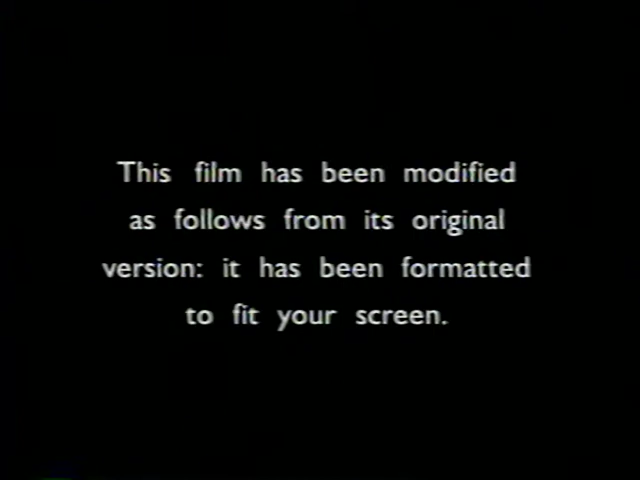 This film has been modified
as follows from its original
version: it has been formatted
to fit your screen.